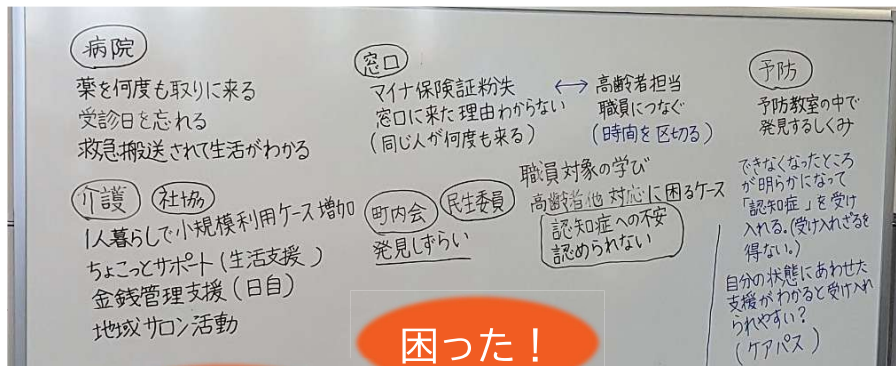 病院
薬を何度も取りに来る
受診日を忘れる
救急搬送されて生活がわかる
窓口
マイナ保険証紛失
窓口に来た理由わからない
(同じ人が何度も来る)
↔ 高齢者担当
職員につなぐ
(時間を区切る)
予防
予防教室の中で
発見するしくみ
できなくなったところ
が明らかになって
「認知症」を受け
入れる。(受け入れざるを
得ない。)
自分の状態にあわせた
支援がわかると受け入れ
られやすい?
(ケアパス)
介護 社協
1人暮らしで小規模利用ケース増加
ちょこっとサポート(生活支援)
金銭管理支援(日自)
地域サロン活動
町内会 民生委員
発見しずらい
職員対象の学び
高齢者他対応に困るケース
認知症への不安
認められない
困った!